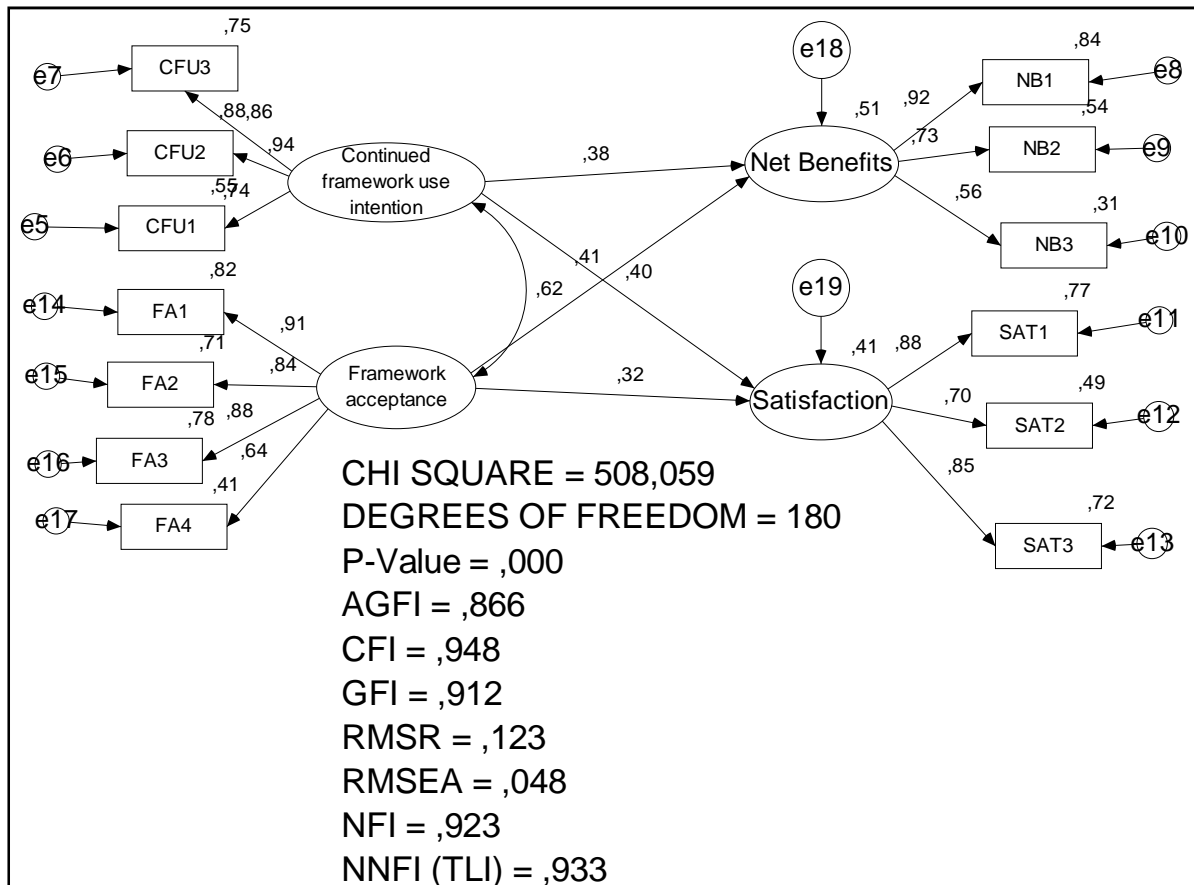 ,75
e7
CFU3
,88,86
e6
CFU2
,94
,55
,74
e5
CFU1
Continued
framework use
intention
,82
e14
FA1
,91
,71
e15
FA2
,84
,78
,88
e16
FA3
,64
,41
e17
FA4
Framework
acceptance
,62
,38
,41
,40
,32
e18
,51
Net Benefits
,92
,84
NB1
e8
,73
,54
NB2
e9
,56
,31
NB3
e10
e19
,41
Satisfaction
,88
,77
SAT1
e11
,70
,49
SAT2
e12
,85
,72
SAT3
e13
CHI SQUARE = 508,059
DEGREES OF FREEDOM = 180
P-Value = ,000
AGFI = ,866
CFI = ,948
GFI = ,912
RMSR = ,123
RMSEA = ,048
NFI = ,923
NNFI (TLI) = ,933